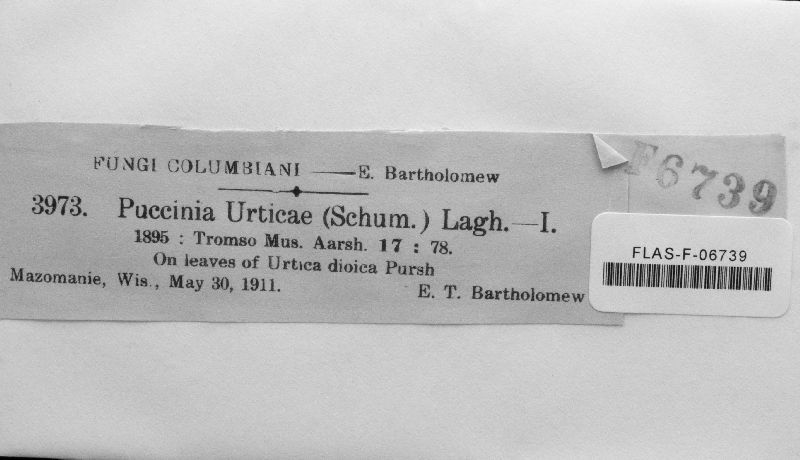 FUNGI COLUMBIANI — E. Bartholomew
3973. Puccinia Urticae (Schum.) Lagh.—I.
1895 : Tromso Mus. Aarsh. 17 : 78.
On leaves of Urtica dioica Pursh
Mazomanie, Wis., May 30, 1911.
E. T. Bartholomew
F6739
FLAS-F-06739